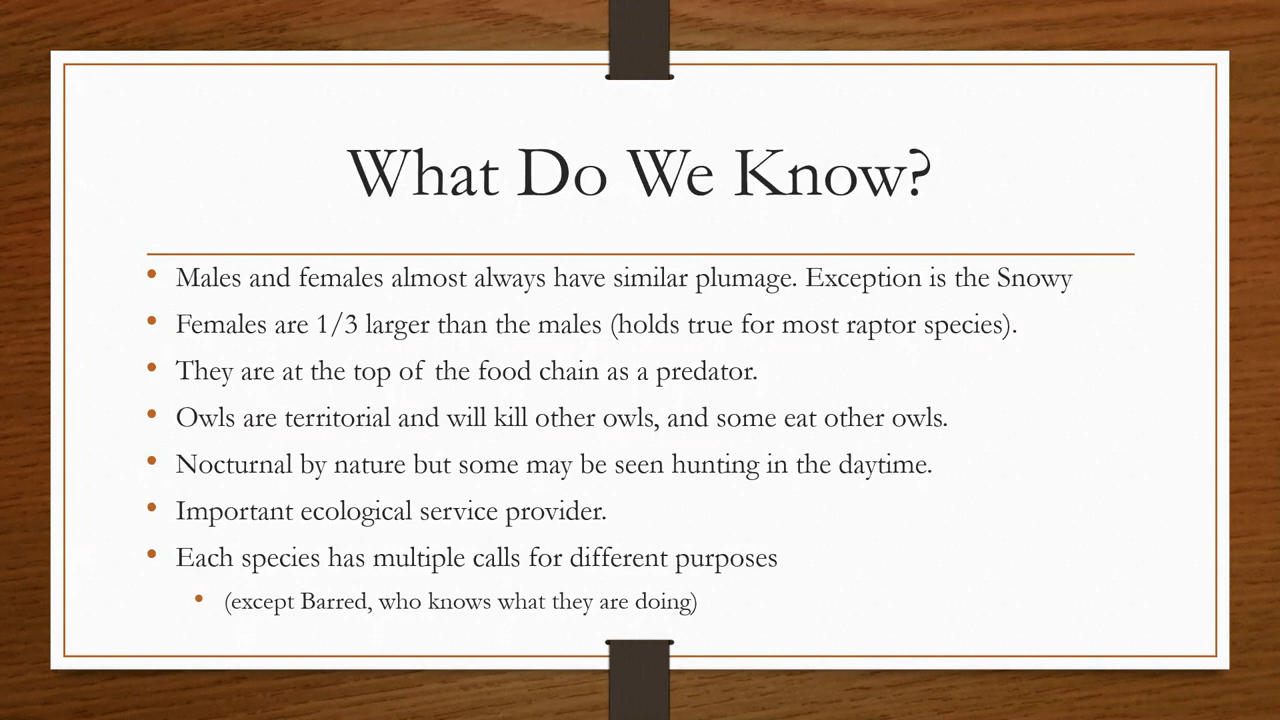 What Do We Know?
• Males and females almost always have similar plumage. Exception is the Snowy
• Females are 1/3 larger than the males (holds true for most raptor species).
• They are at the top of the food chain as a predator.
• Owls are territorial and will kill other owls, and some eat other owls.
• Nocturnal by nature but some may be seen hunting in the daytime.
• Important ecological service provider.
• Each species has multiple calls for different purposes
• (except Barred, who knows what they are doing)